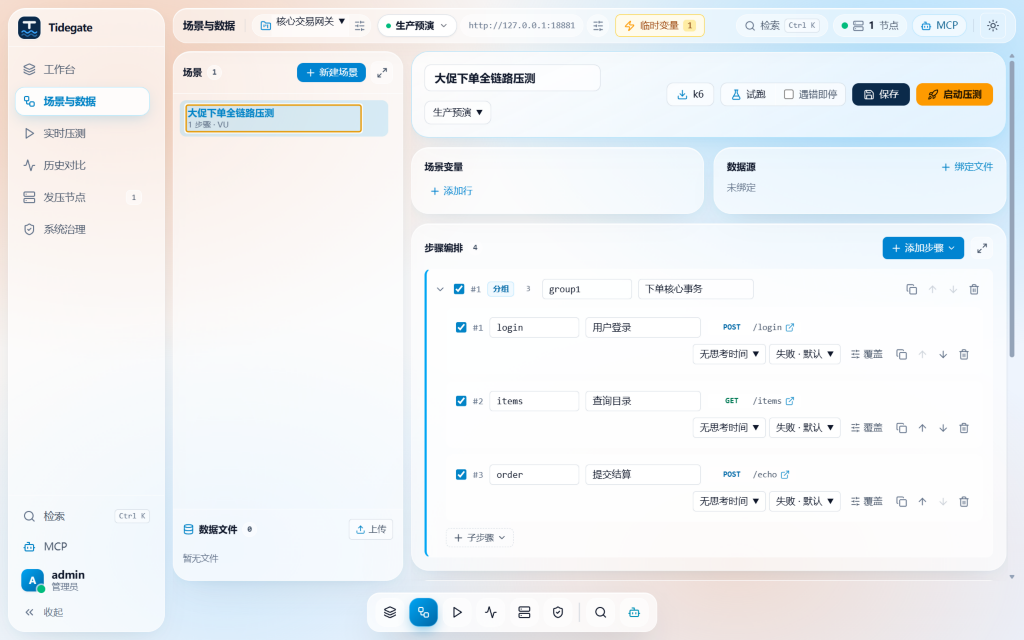 Tidegate
工作台
场景与数据
实时压测
历史对比
发压节点 1
系统治理
检索 Ctrl K
MCP
A admin
管理员
收起
场景与数据 核心交易网关 ▼ 生产预演 http://127.0.0.1:18881 临时变量 1 检索 Ctrl K 1 节点 MCP
场景 1 新建场景
大促下单全链路压测
1 步骤 · VU
数据文件 0 上传
暂无文件
大促下单全链路压测
生产预演 ▼
k6 试跑 遇错即停 保存 启动压测
场景变量
添加行
数据源 绑定文件
未绑定
步骤编排 4 添加步骤
#1 分组 3 group1 下单核心事务
#1 login 用户登录 POST /login
无思考时间 ▼ 失败 · 默认 ▼ 覆盖
#2 items 查询目录 GET /items
无思考时间 ▼ 失败 · 默认 ▼ 覆盖
#3 order 提交结算 POST /echo
无思考时间 ▼ 失败 · 默认 ▼ 覆盖
子步骤